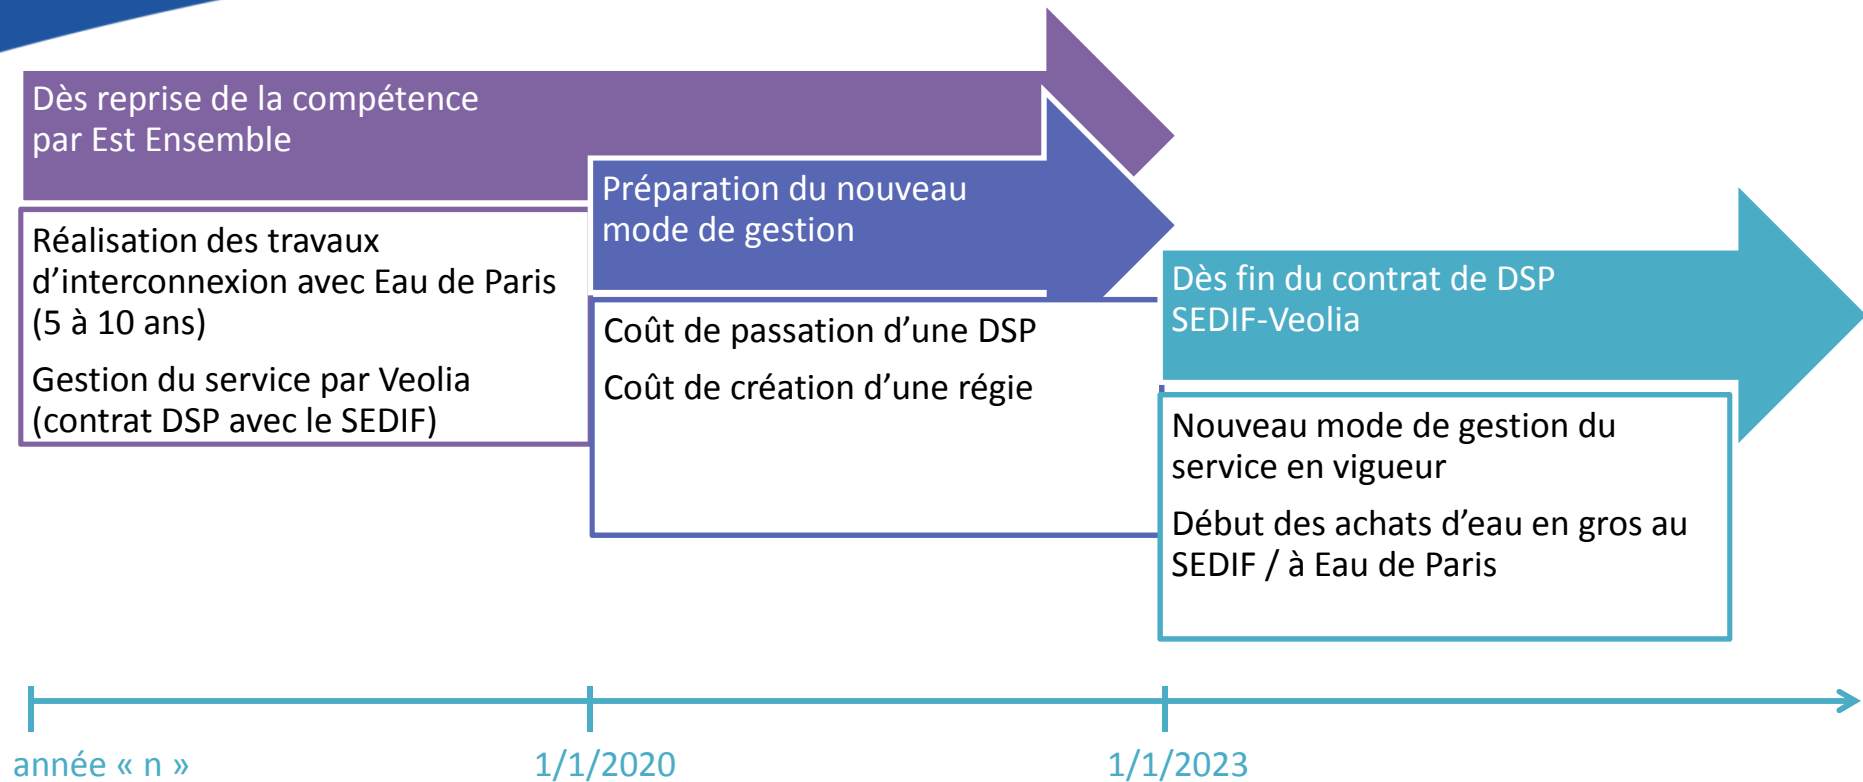 Dès reprise de la compétence
par Est Ensemble
Réalisation des travaux
d’interconnexion avec Eau de Paris
(5 à 10 ans)
Gestion du service par Veolia
(contrat DSP avec le SEDIF)
Préparation du nouveau
mode de gestion
Coût de passation d’une DSP
Coût de création d’une régie
Dès fin du contrat de DSP
SEDIF-Veolia
Nouveau mode de gestion du
service en vigueur
Début des achats d’eau en gros au
SEDIF / à Eau de Paris
année « n »
1/1/2020
1/1/2023